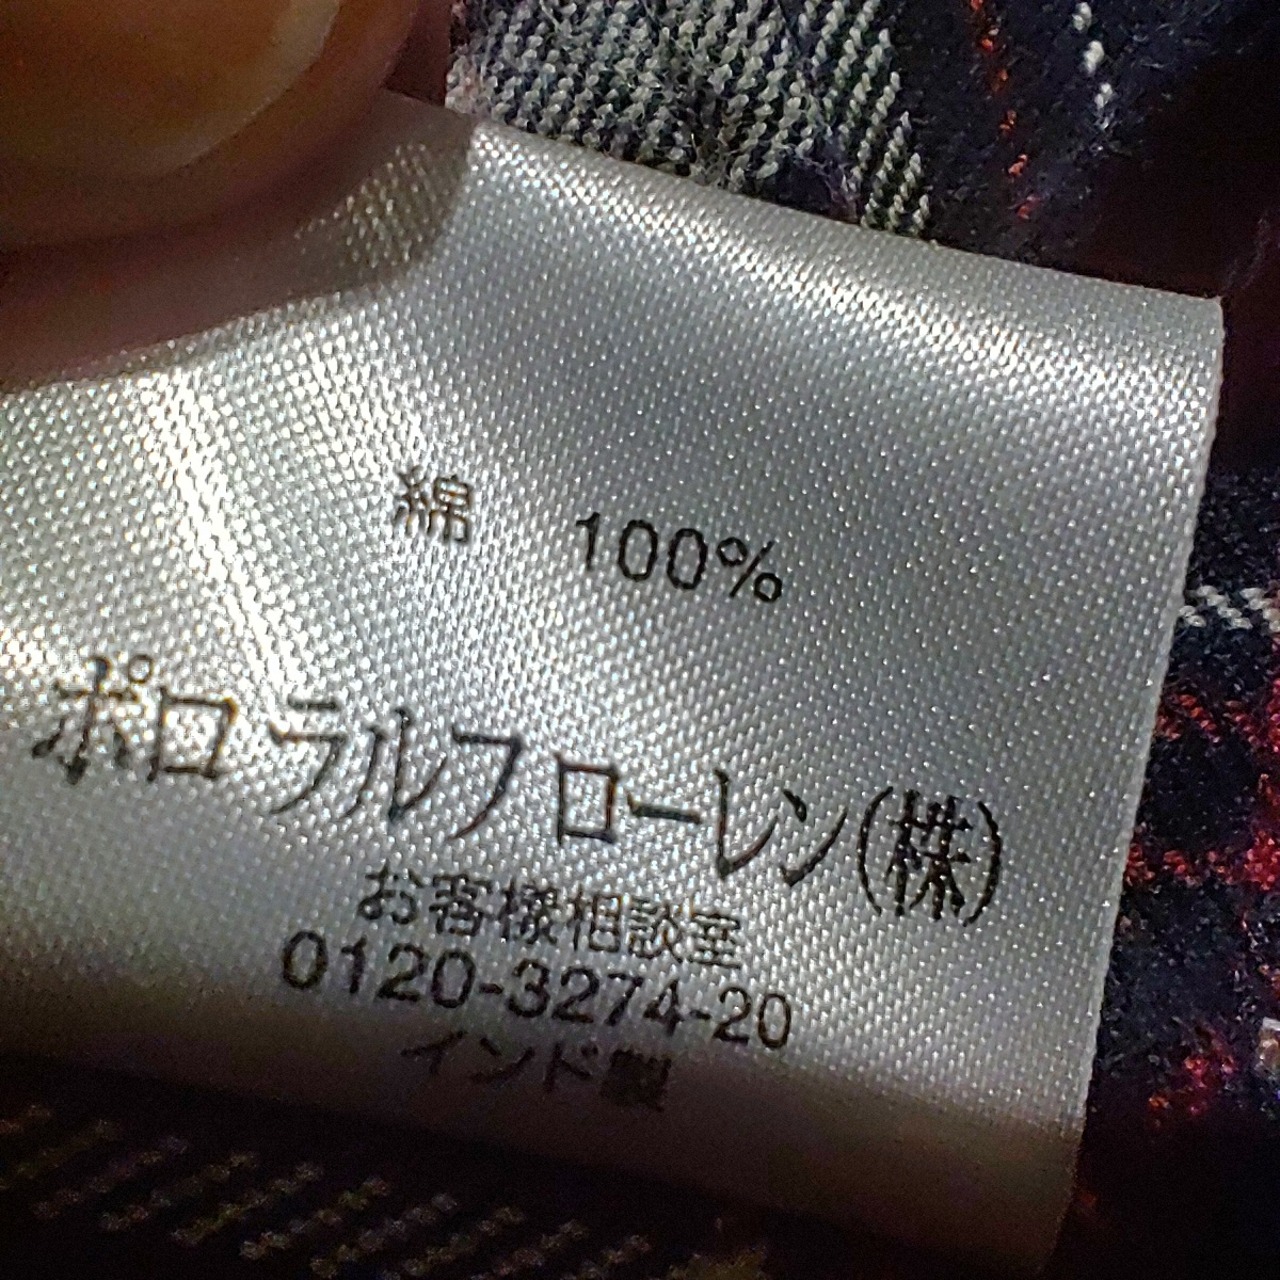 綿 100%
ポロ ラルフ ローレン(株)
お客様相談室
0120-3274-20
インド製